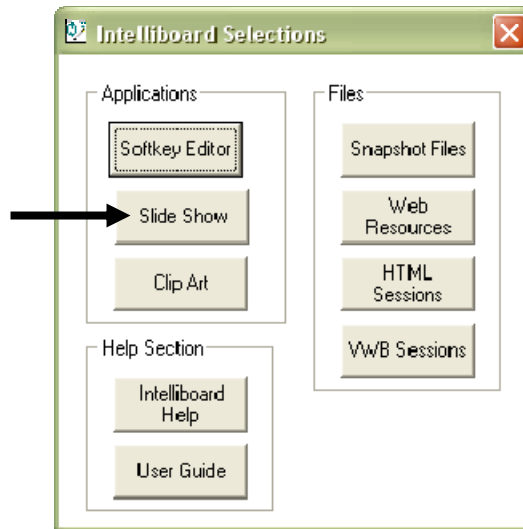 Intelliboard Selections
Applications
Softkey Editor
Slide Show
Clip Art
Files
Snapshot Files
Web
Resources
HTML
Sessions
VWB Sessions
Help Section
Intelliboard
Help
User Guide